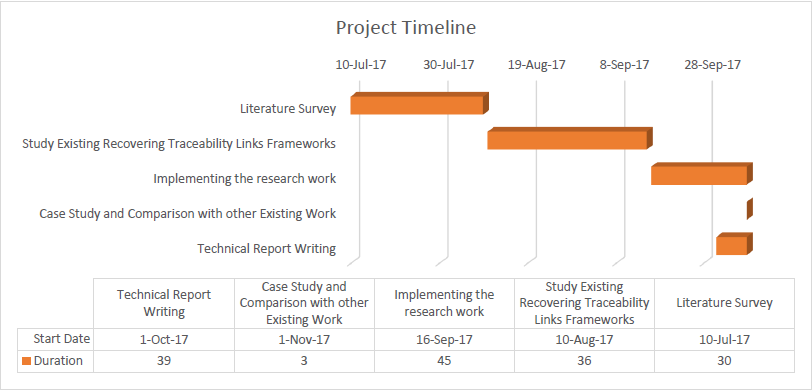 Project Timeline
10-Jul-17 30-Jul-17 19-Aug-17 8-Sep-17 28-Sep-17
Literature Survey
Study Existing Recovering Traceability Links Frameworks
Implementing the research work
Case Study and Comparison with other Existing Work
Technical Report Writing
Technical Report Writing
Case Study and Comparison with other Existing Work
Implementing the research work
Study Existing Recovering Traceability Links Frameworks
Literature Survey
Start Date 1-Oct-17 1-Nov-17 16-Sep-17 10-Aug-17 10-Jul-17
Duration 39 3 45 36 30